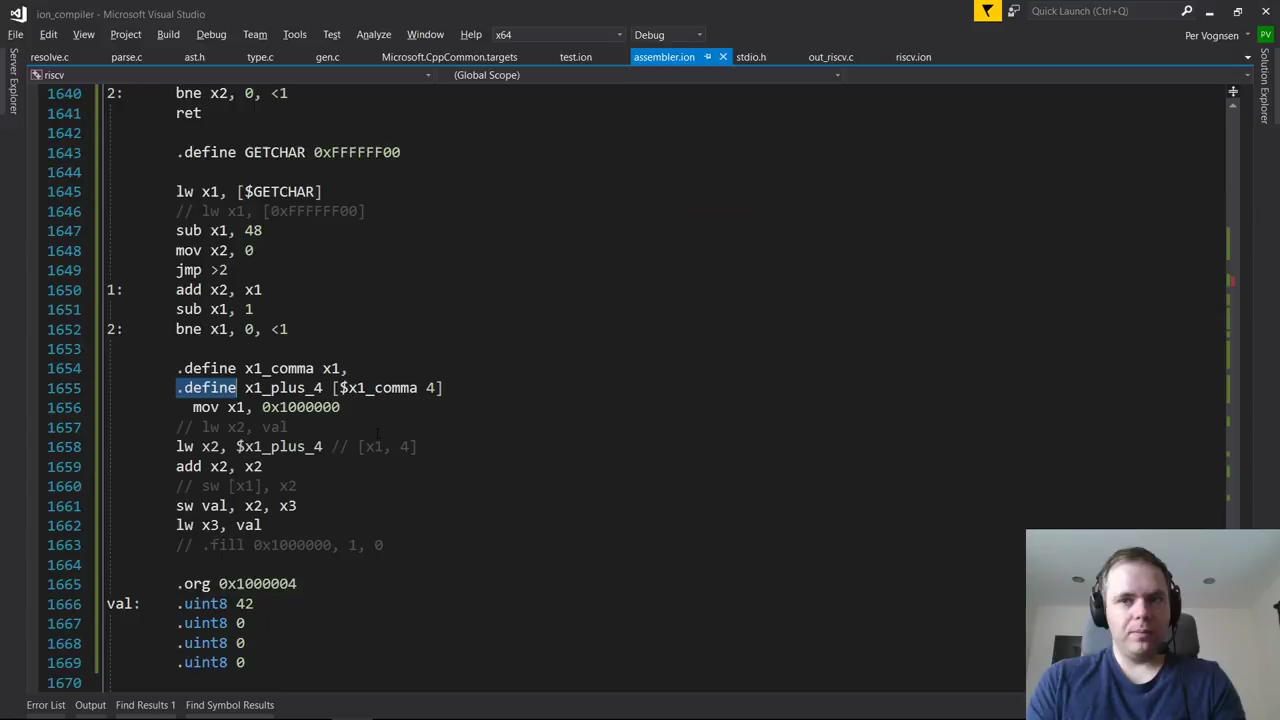 ion_compiler - Microsoft Visual Studio
Quick Launch (Ctrl+Q)
File Edit View Project Build Debug Team Tools Test Analyze Window Help x64 Debug Per Vognsen PV
resolve.c parse.c ast.h type.c gen.c Microsoft.CppCommon.targets test.ion assembler.ion stdio.h out_riscv.c riscv.ion
riscv (Global Scope)
Server Explorer
Solution Explorer
1640 2: bne x2, 0, <1
1641 ret
1642
1643 .define GETCHAR 0xFFFFFF00
1644
1645 lw x1, [$GETCHAR]
1646 // lw x1, [0xFFFFFF00]
1647 sub x1, 48
1648 mov x2, 0
1649 jmp >2
1650 1: add x2, x1
1651 sub x1, 1
1652 2: bne x1, 0, <1
1653
1654 .define x1_comma x1,
1655 .define x1_plus_4 [$x1_comma 4]
1656 mov x1, 0x1000000
1657 // lw x2, val
1658 lw x2, $x1_plus_4 // [x1, 4]
1659 add x2, x2
1660 // sw [x1], x2
1661 sw val, x2, x3
1662 lw x3, val
1663 // .fill 0x1000000, 1, 0
1664
1665 .org 0x1000004
1666 val: .uint8 42
1667 .uint8 0
1668 .uint8 0
1669 .uint8 0
1670
Error List Output Find Results 1 Find Symbol Results